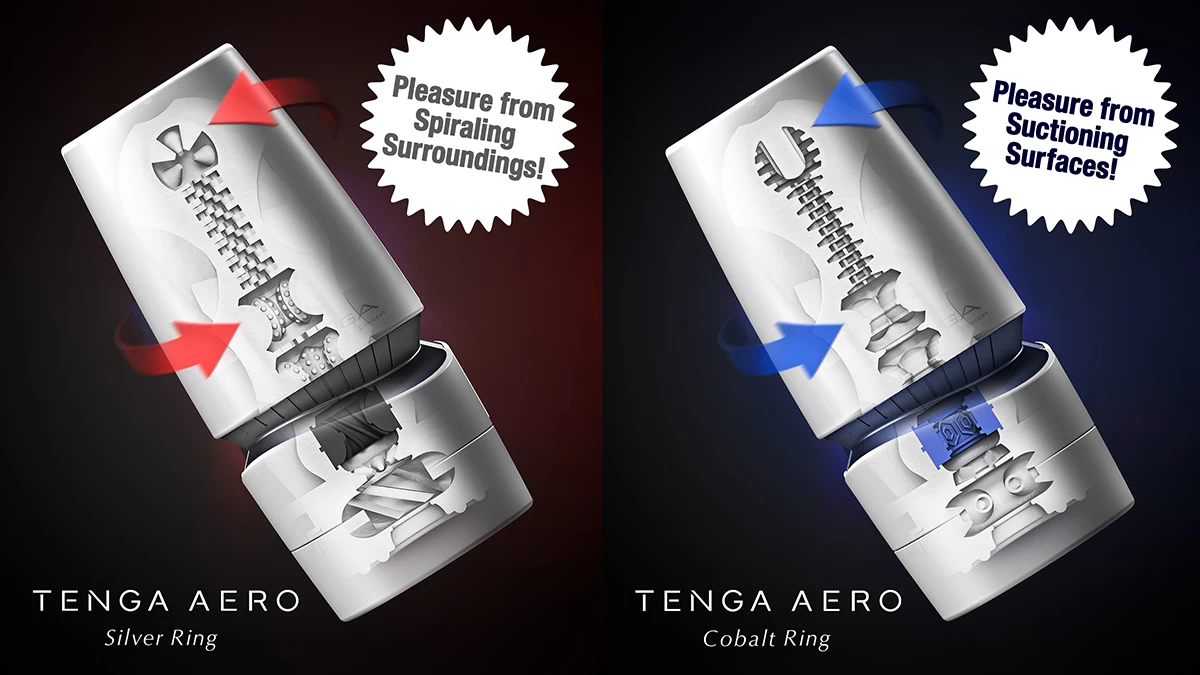 Pleasure from
Spiraling
Surroundings!
TENGA AERO
Silver Ring
Pleasure from
Suctioning
Surfaces!
TENGA AERO
Cobalt Ring